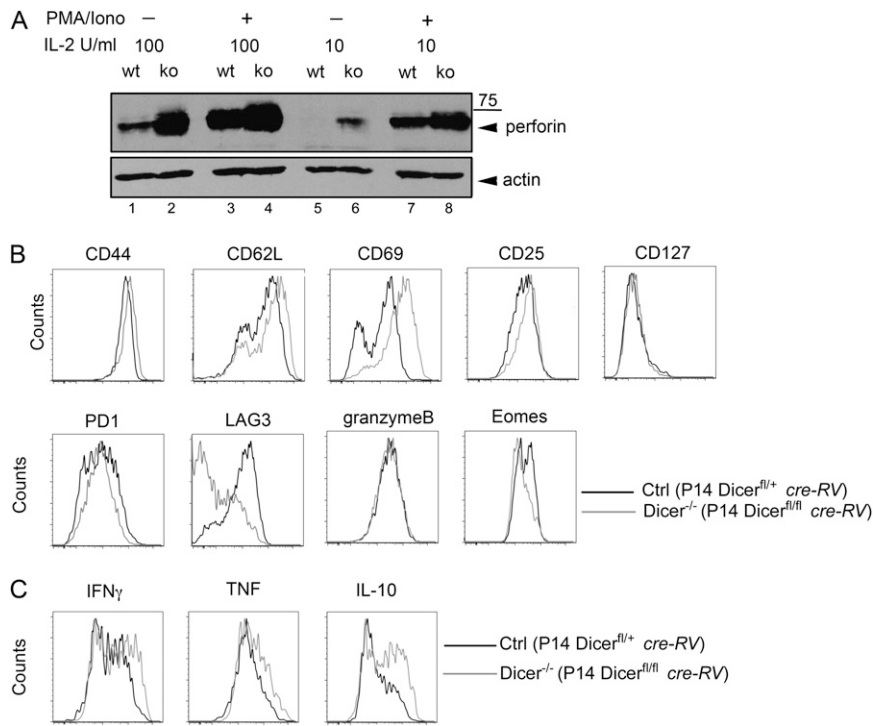 A
PMA/Iono − + − +
IL-2 U/ml 100 100 10 10
wt ko wt ko wt ko wt ko
75
perforin
actin
1 2 3 4 5 6 7 8
B
CD44 CD62L CD69 CD25 CD127
Counts
PD1 LAG3 granzymeB Eomes
Counts
Ctrl (P14 Dicerfl/+ cre-RV)
Dicer-/- (P14 Dicerfl/fl cre-RV)
C
IFNγ TNF IL-10
Counts
Ctrl (P14 Dicerfl/+ cre-RV)
Dicer-/- (P14 Dicerfl/fl cre-RV)